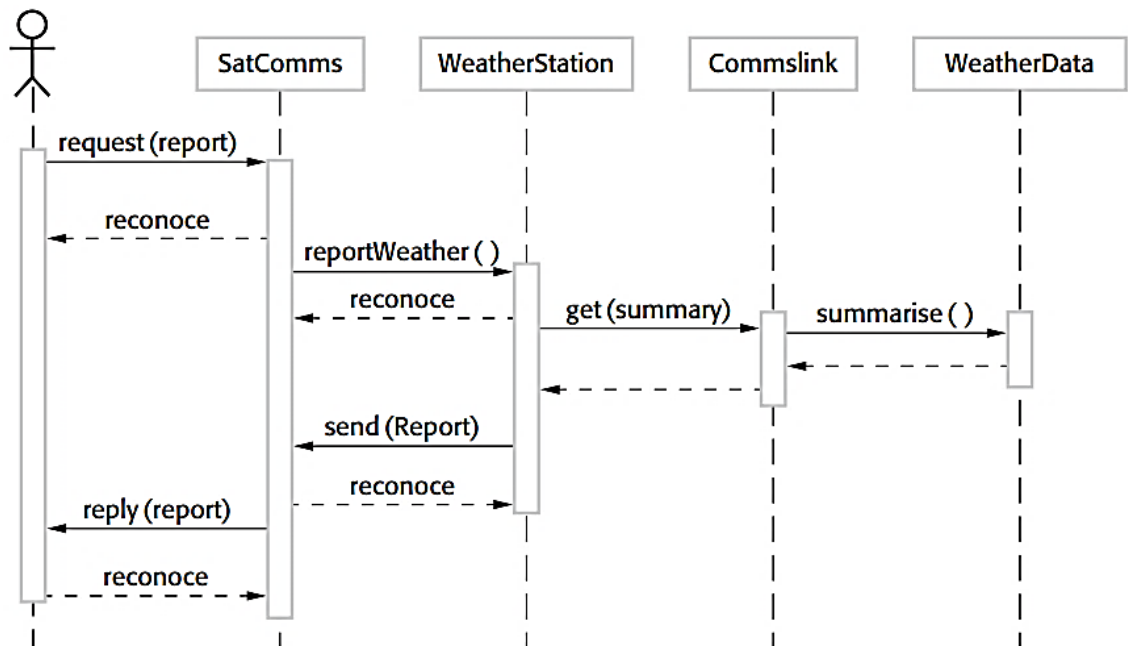 SatComms
WeatherStation
Commslink
WeatherData
request (report)
reconoce
reportWeather ( )
reconoce
get (summary)
summarise ( )
send (Report)
reconoce
reply (report)
reconoce